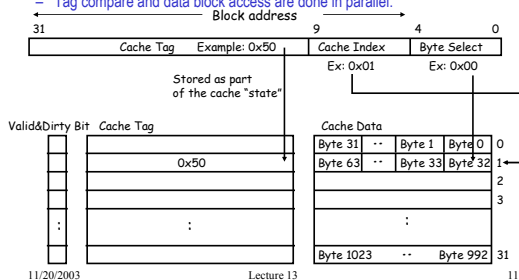 – Tag compare and data block access are done in parallel.
Block address
31 9 4 0
Cache Tag Example: 0x50 Cache Index Byte Select
Ex: 0x01 Ex: 0x00
Stored as part
of the cache “state”
Valid&Dirty Bit Cache Tag Cache Data
Byte 31 ·· Byte 1 Byte 0 0
0x50 Byte 63 ·· Byte 33 Byte 32 1
2
3
: : :
Byte 1023 ·· Byte 992 31
11/20/2003 Lecture 13 11